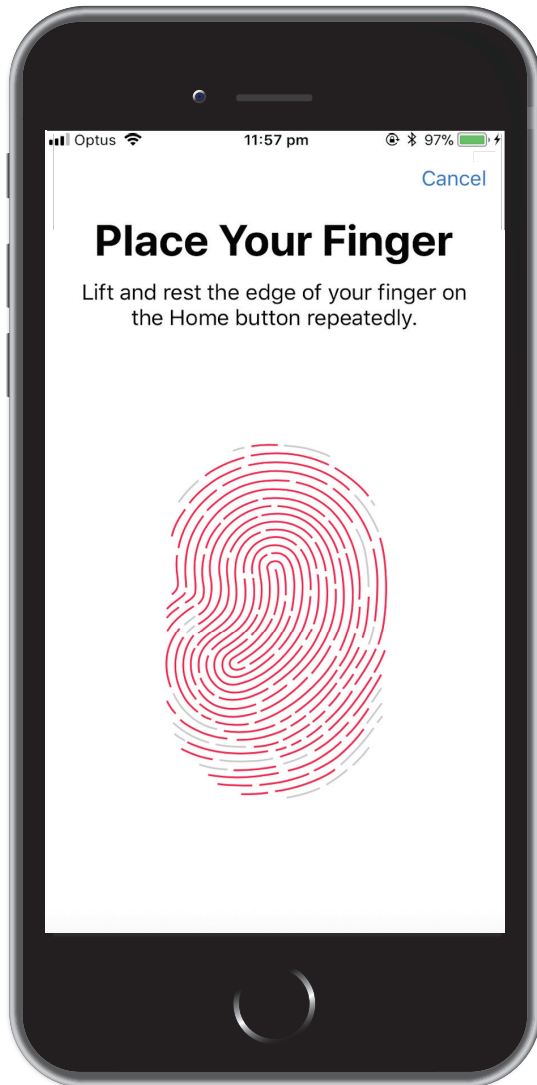 Optus 11:57 pm 97%
Cancel
Place Your Finger
Lift and rest the edge of your finger on
the Home button repeatedly.